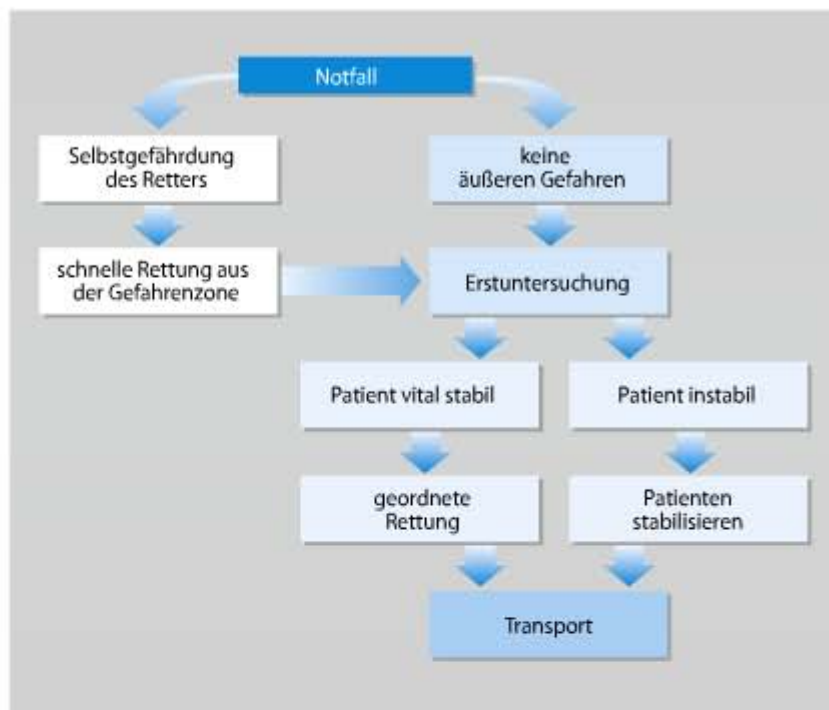 Notfall
Selbstgefährdung
des Retters
keine
äußeren Gefahren
schnelle Rettung aus
der Gefahrenzone
Erstuntersuchung
Patient vital stabil
Patient instabil
geordnete
Rettung
Patienten
stabilisieren
Transport